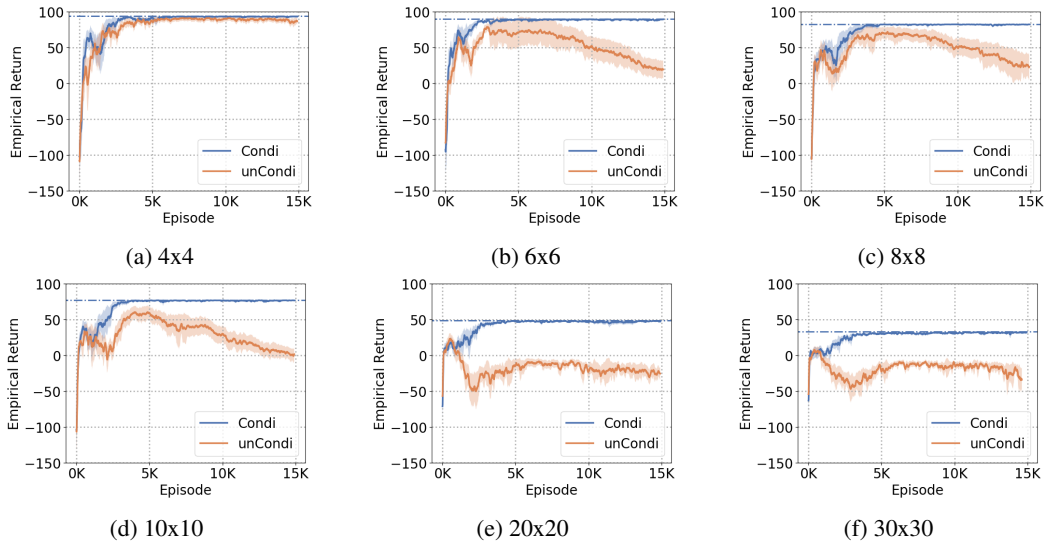 100
50
0
−50
−100
−150
Empirical Return
Condi
unCondi
0K 5K 10K 15K
Episode
(a) 4x4
100
50
0
−50
−100
−150
Empirical Return
Condi
unCondi
0K 5K 10K 15K
Episode
(b) 6x6
100
50
0
−50
−100
−150
Empirical Return
Condi
unCondi
0K 5K 10K 15K
Episode
(c) 8x8
100
50
0
−50
−100
−150
Empirical Return
Condi
unCondi
0K 5K 10K 15K
Episode
(d) 10x10
100
50
0
−50
−100
−150
Empirical Return
Condi
unCondi
0K 5K 10K 15K
Episode
(e) 20x20
100
50
0
−50
−100
−150
Empirical Return
Condi
unCondi
0K 5K 10K 15K
Episode
(f) 30x30